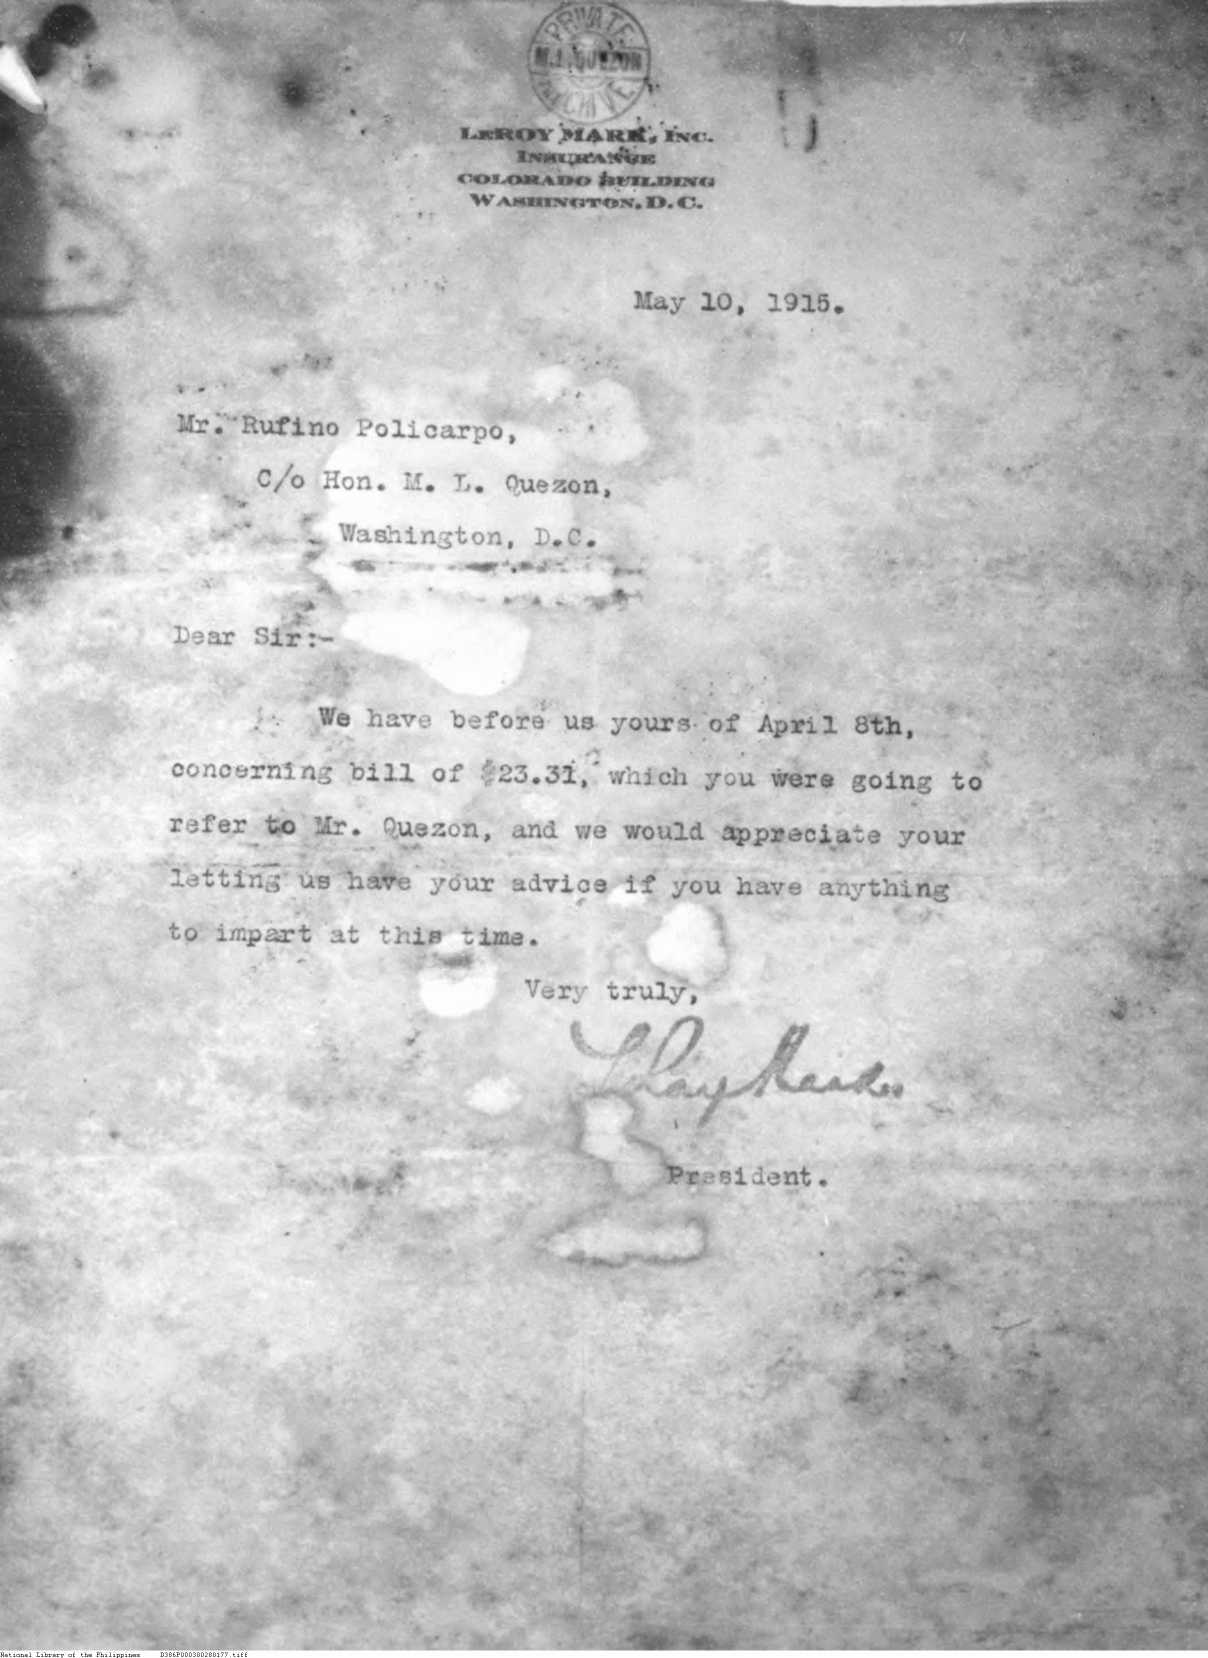 PRIVATE
M. L. QUEZON
ARCHIVE
LEROY MARK, INC.
INSURANCE
COLORADO BUILDING
WASHINGTON, D. C.
May 10, 1915.
Mr. Rufino Policarpo,
C/o Hon. M. L. Quezon,
Washington, D.C.
Dear Sir:-
We have before us yours of April 8th,
concerning bill of $23.31, which you were going to
refer to Mr. Quezon, and we would appreciate your
letting us have your advice if you have anything
to impart at this time.
Very truly,
LeRoy Mark
President.
National Library of the Philippines D386P000300280177.tiff